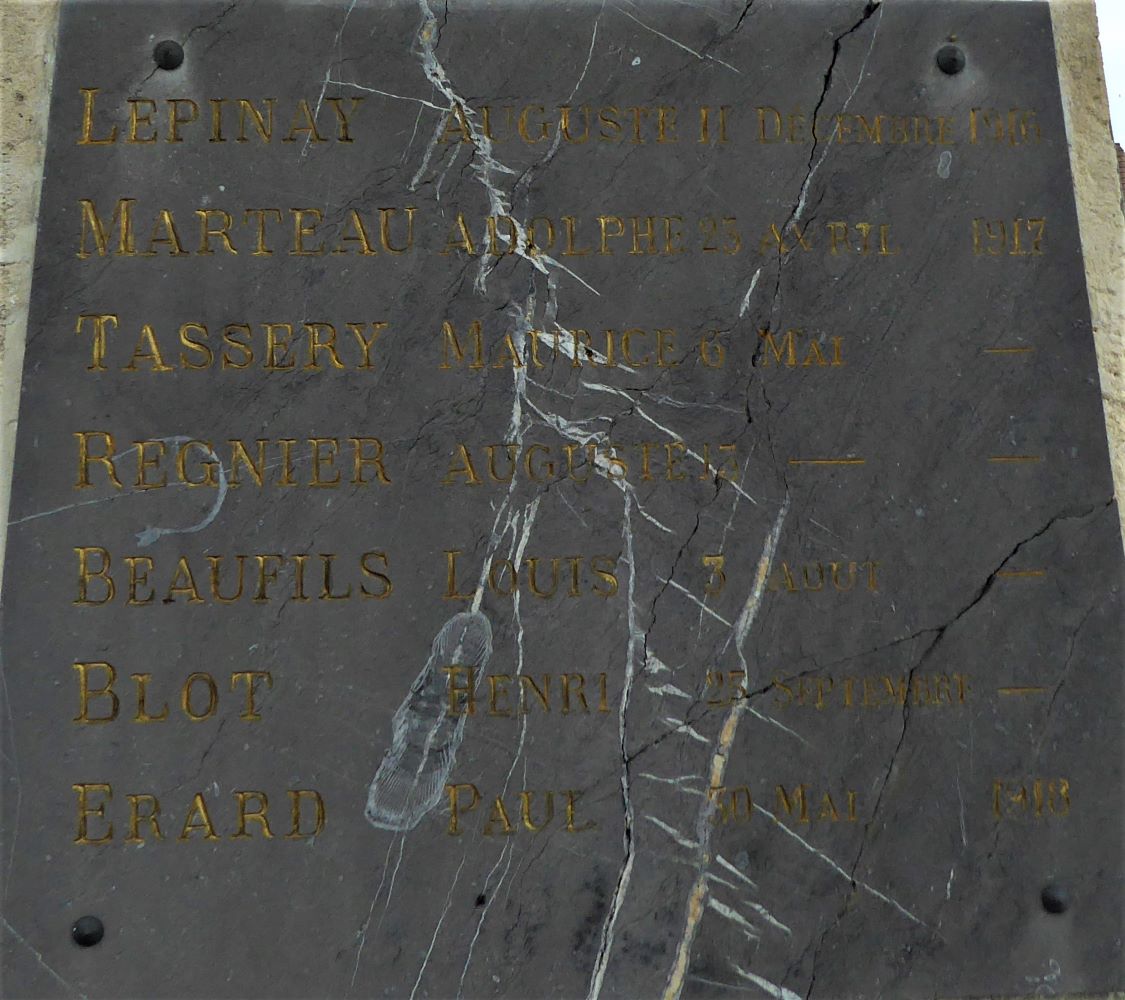 LEPINAY AUGUSTE 11 DÉCEMBRE 1916
MARTEAU ADOLPHE 25 AVRIL 1917
TASSERY MAURICE 6 MAI —
REGNIER AUGUSTE 13 — —
BEAUFILS LOUIS 3 AOUT —
BLOT HENRI 25 SEPTEMBRE —
ERARD PAUL 30 MAI 1918